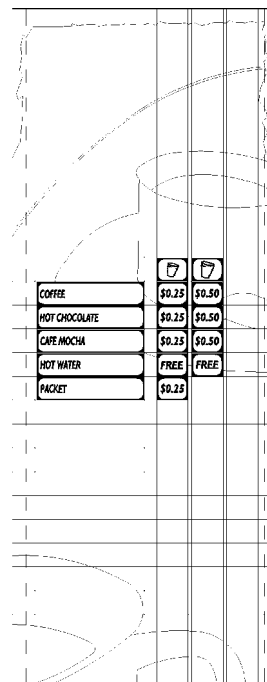 COFFEE $0.25 $0.50
HOT CHOCOLATE $0.25 $0.50
CAFE MOCHA $0.25 $0.50
HOT WATER FREE FREE
PACKET $0.25